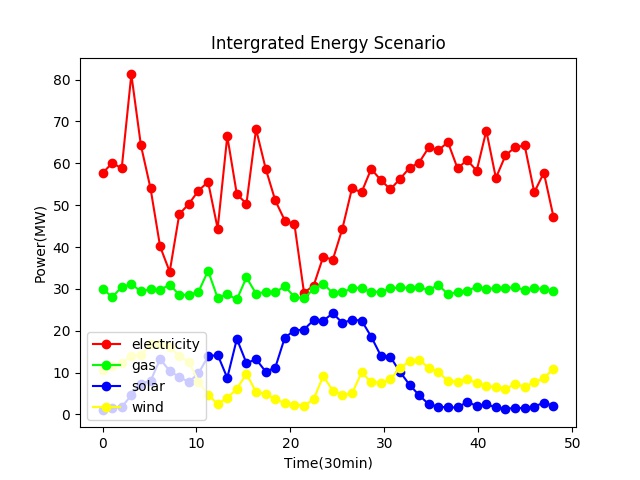 Intergrated Energy Scenario
Power(MW)
80
70
60
50
40
30
20
10
0
electricity
gas
solar
wind
0 10 20 30 40 50
Time(30min)